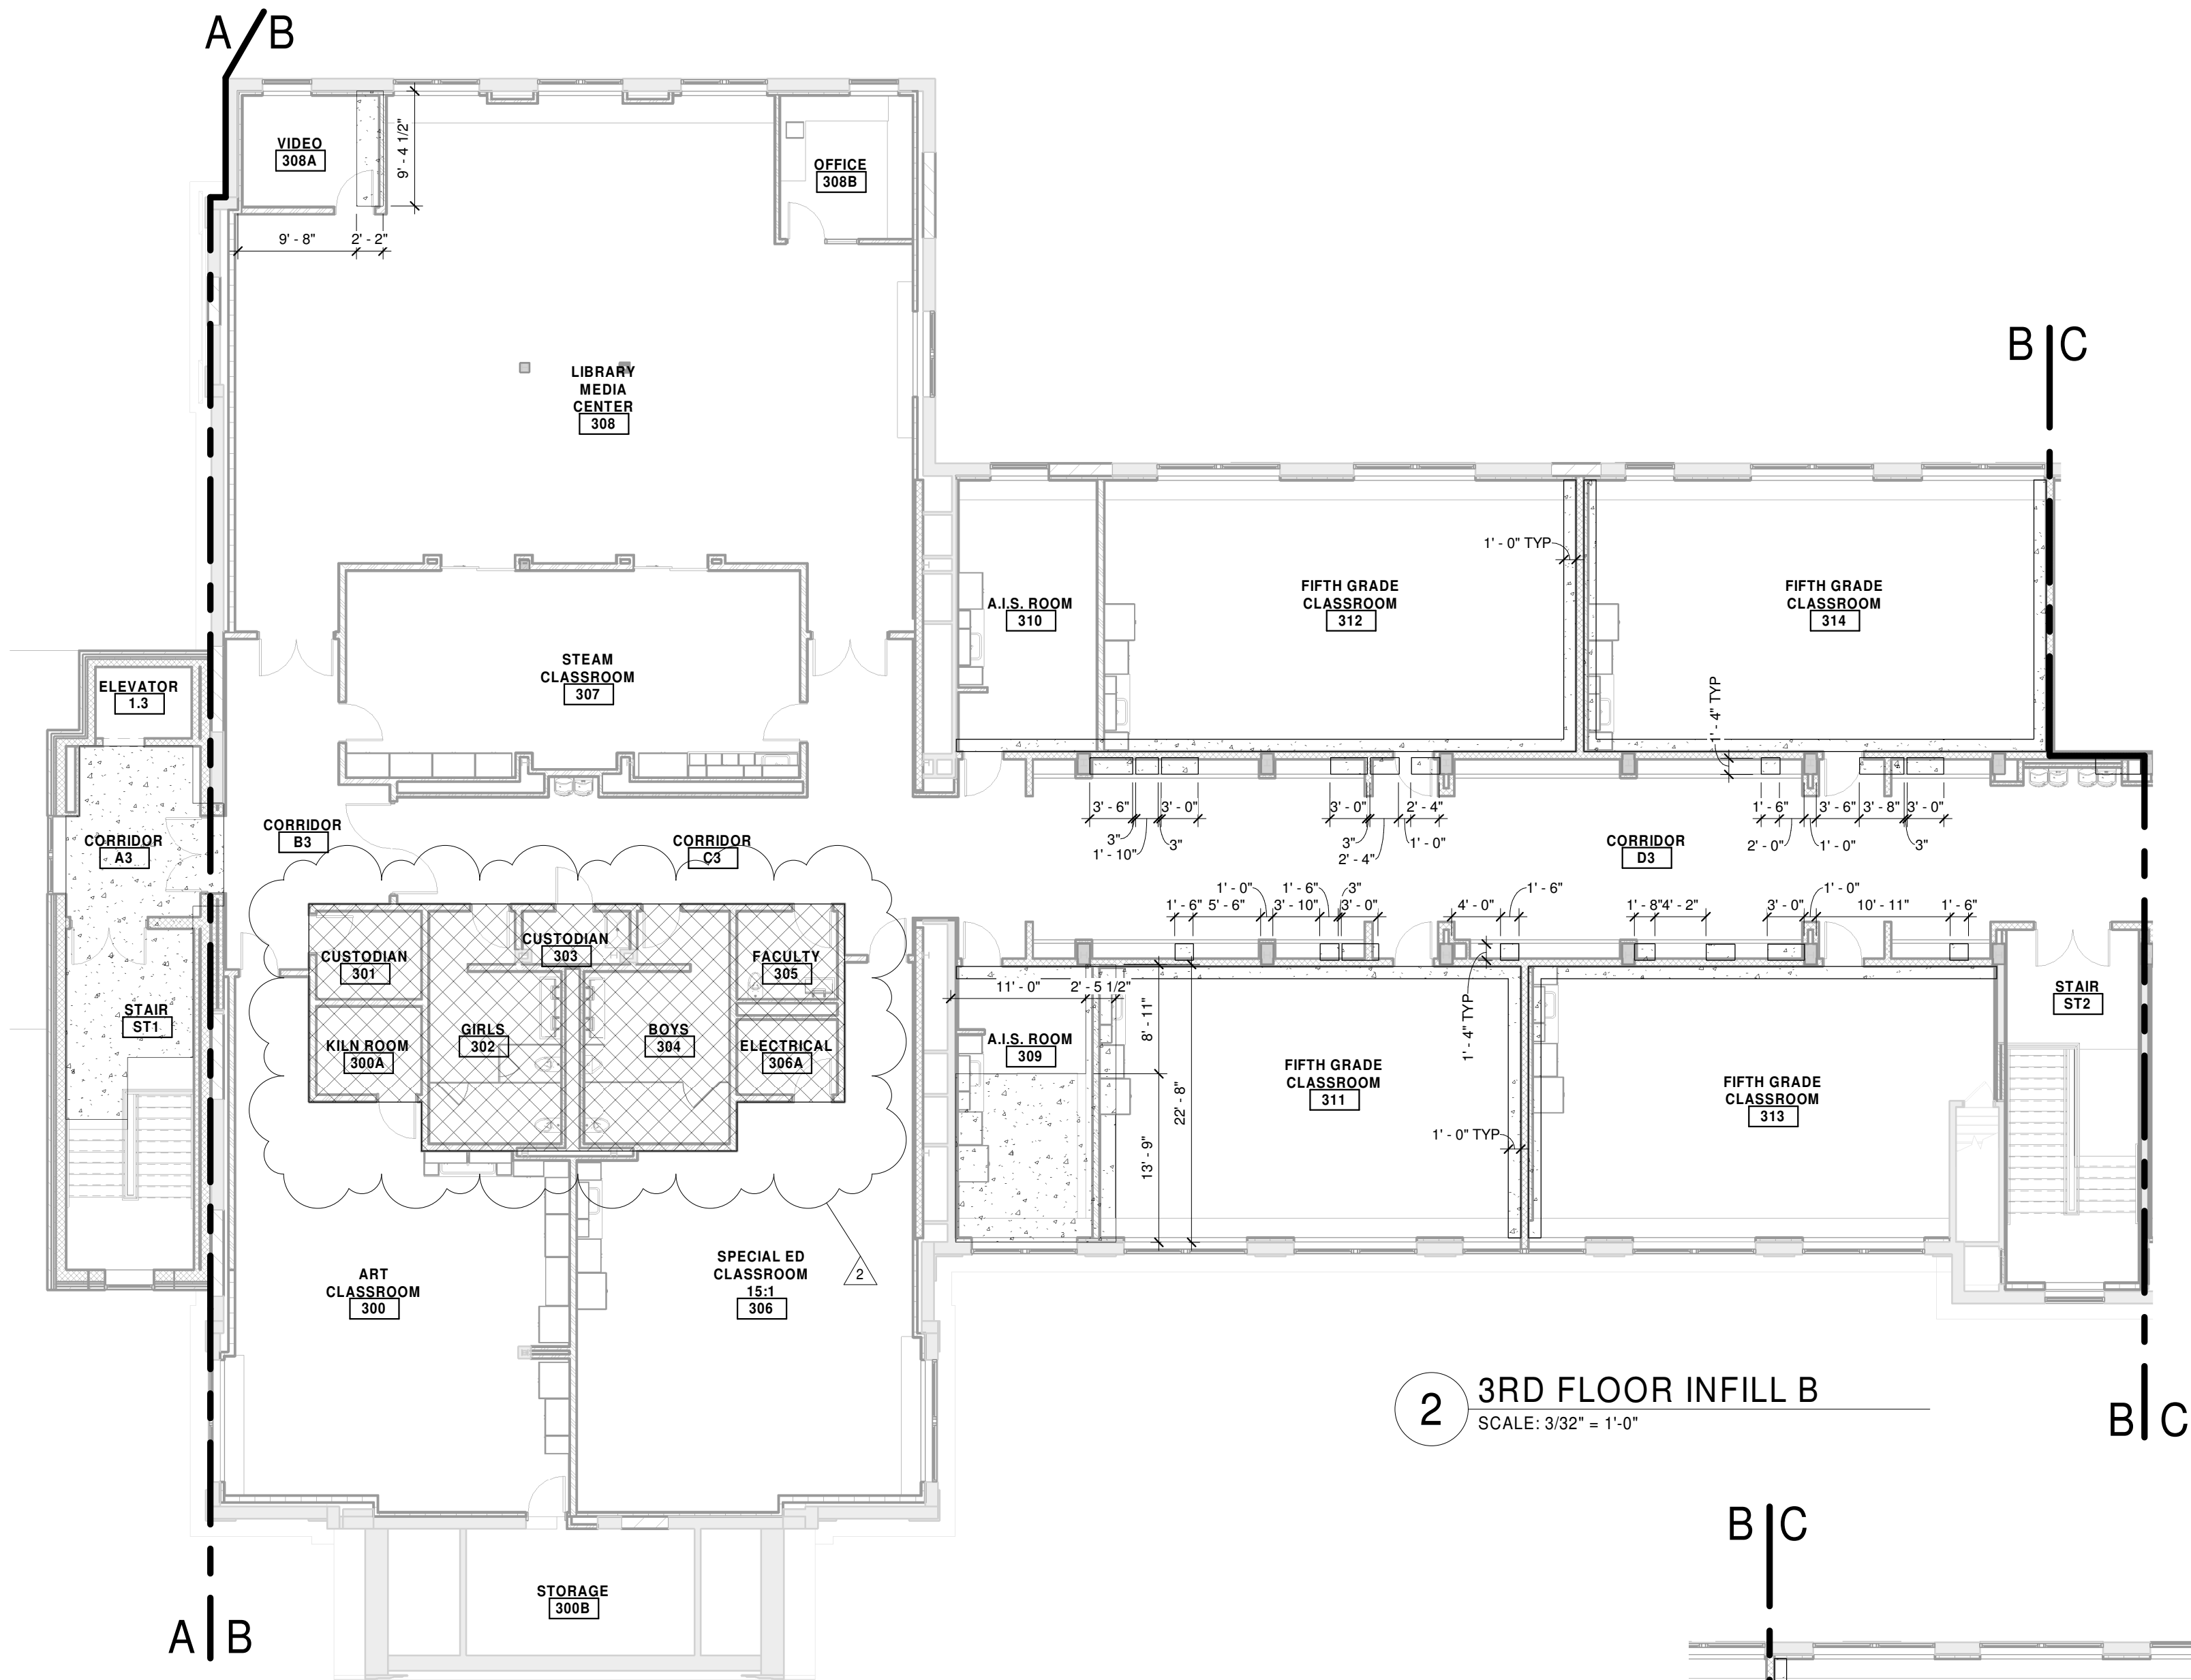 A B
VIDEO
308A
9' - 4 1/2"
OFFICE
308B
9' - 8" 2' - 2"
B C
LIBRARY
MEDIA
CENTER
308
1' - 0" TYP
A.I.S. ROOM
310
FIFTH GRADE
CLASSROOM
312
FIFTH GRADE
CLASSROOM
314
STEAM
CLASSROOM
307
ELEVATOR
1.3
1' - 4" TYP
3' - 6" 3' - 0" 3' - 0" 2' - 4" 1' - 6" 3' - 6" 3' - 8" 3' - 0"
3" 3" 3" 1' - 0" 2' - 0" 1' - 0" 3"
1' - 10" 2' - 4"
CORRIDOR
A3
CORRIDOR
B3
CORRIDOR
C3
CORRIDOR
D3
1' - 0" 1' - 6" 3" 1' - 6" 1' - 0"
1' - 6" 5' - 6" 3' - 10" 3' - 0" 4' - 0" 1' - 8" 4' - 2" 3' - 0" 10' - 11" 1' - 6"
CUSTODIAN
301
CUSTODIAN
303
FACULTY
305
11' - 0" 2' - 5 1/2"
8' - 11"
1' - 4" TYP
STAIR
ST1
STAIR
ST2
KILN ROOM
300A
GIRLS
302
BOYS
304
ELECTRICAL
306A
A.I.S. ROOM
309
FIFTH GRADE
CLASSROOM
311
FIFTH GRADE
CLASSROOM
313
22' - 8"
13' - 9"
1' - 0" TYP
ART
CLASSROOM
300
SPECIAL ED
CLASSROOM
15:1
306
2
2 3RD FLOOR INFILL B
SCALE: 3/32" = 1'-0"
B C
B C
STORAGE
300B
A B